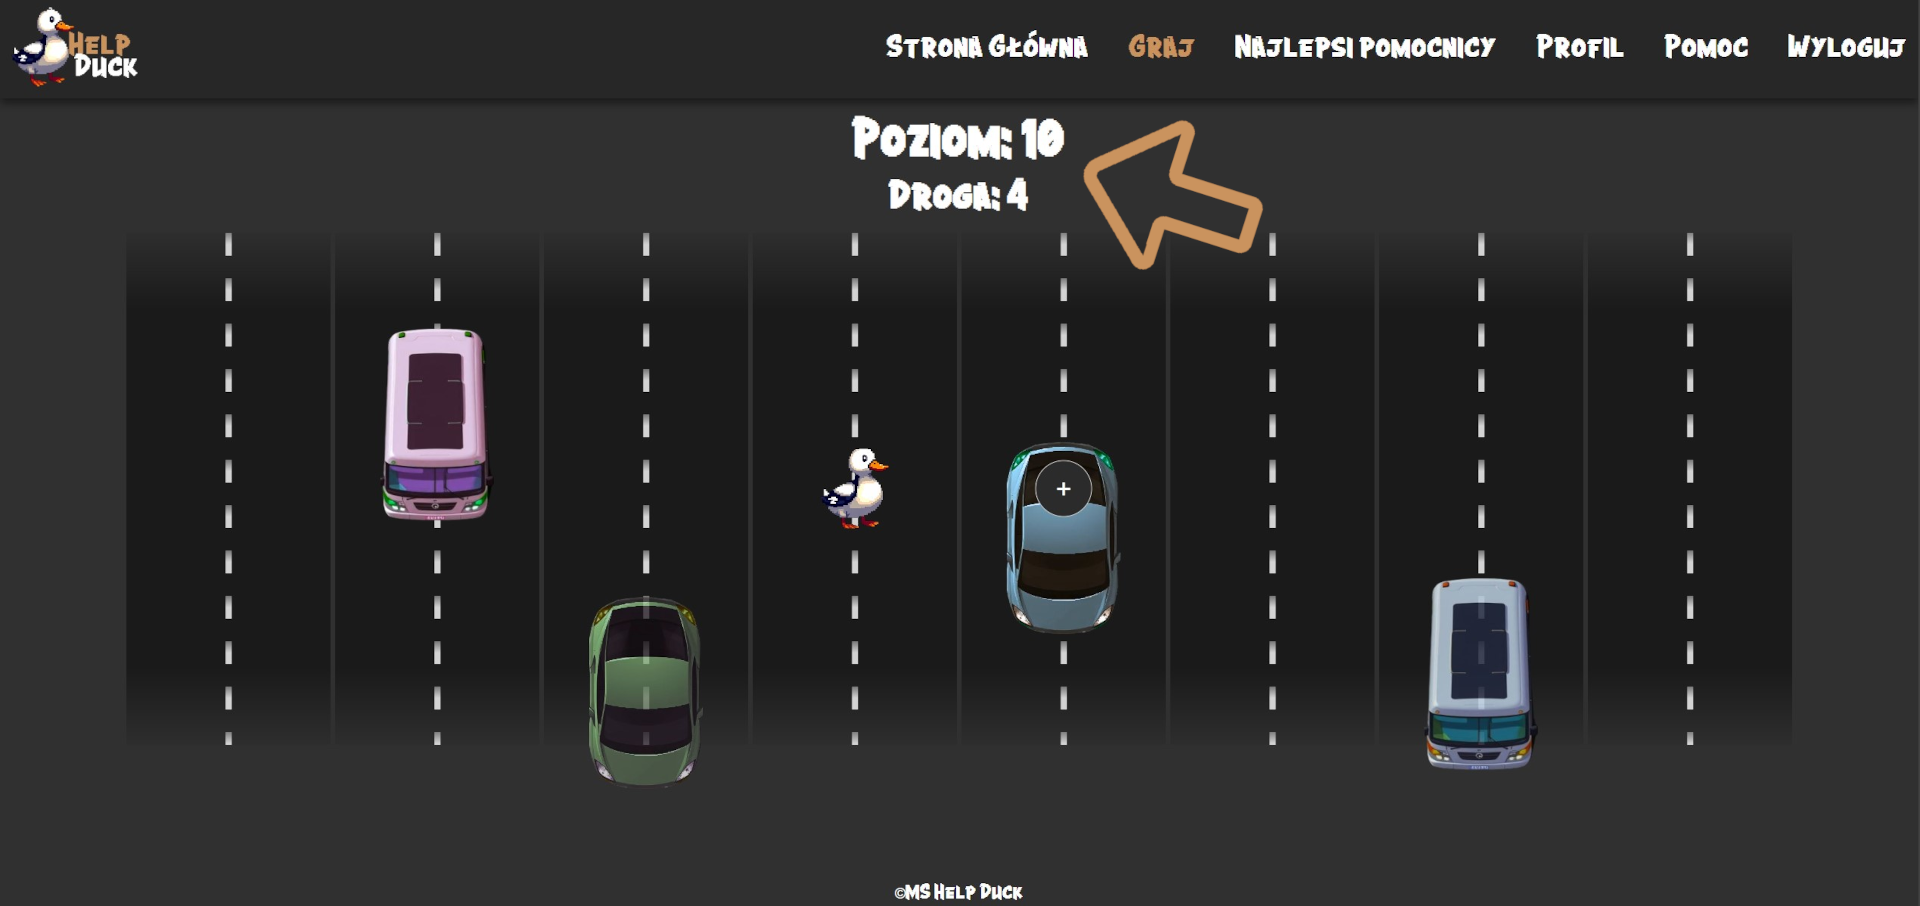 Help
Duck
Strona Główna Graj Najlepsi pomocnicy Profil Pomoc Wyloguj
Poziom: 10
Droga: 4
+
©MS Help Duck